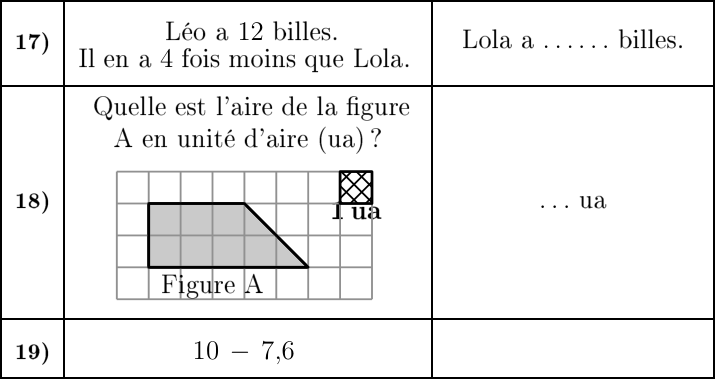 17)
Léo a 12 billes.
Il en a 4 fois moins que Lola.
Lola a ...... billes.
18)
Quelle est l'aire de la figure
A en unité d'aire (ua) ?
1 ua
Figure A
... ua
19)
10 − 7,6